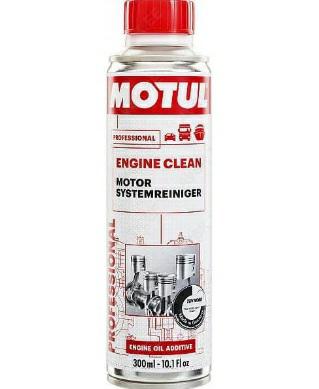 MOTUL
PROFESSIONAL
ENGINE CLEAN
MOTOR
SYSTEMREINIGER
PROFESSIONAL
ENGINE OIL ADDITIVE
300ml - 10.1 fl oz